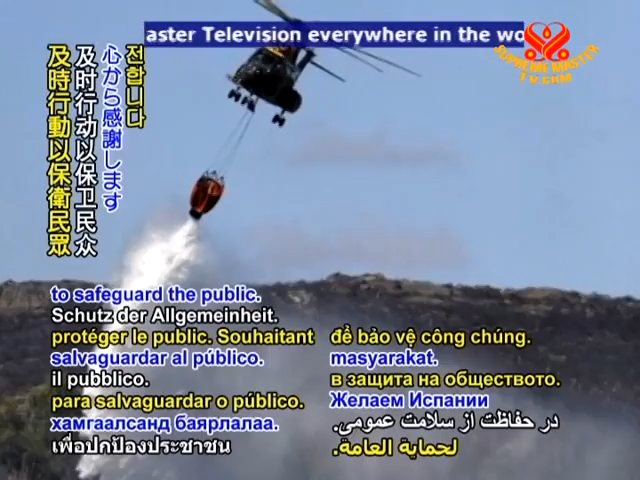 aster Television everywhere in the wo
SUPREME MASTER
TV.COM
전합니다
心から感謝します
及时行动以保卫民众
及時行動以保衛民眾
to safeguard the public.
Schutz der Allgemeinheit.
protéger le public. Souhaitant
salvaguardar al público.
il pubblico.
para salvaguardar o público.
хамгаалсанд баярлалаа.
เพื่อปกป้องประชาชน
để bảo vệ công chúng.
masyarakat.
в защита на обществото.
Желаем Испании
در حفاظت از سلامت عمومی.
لحماية العامة.